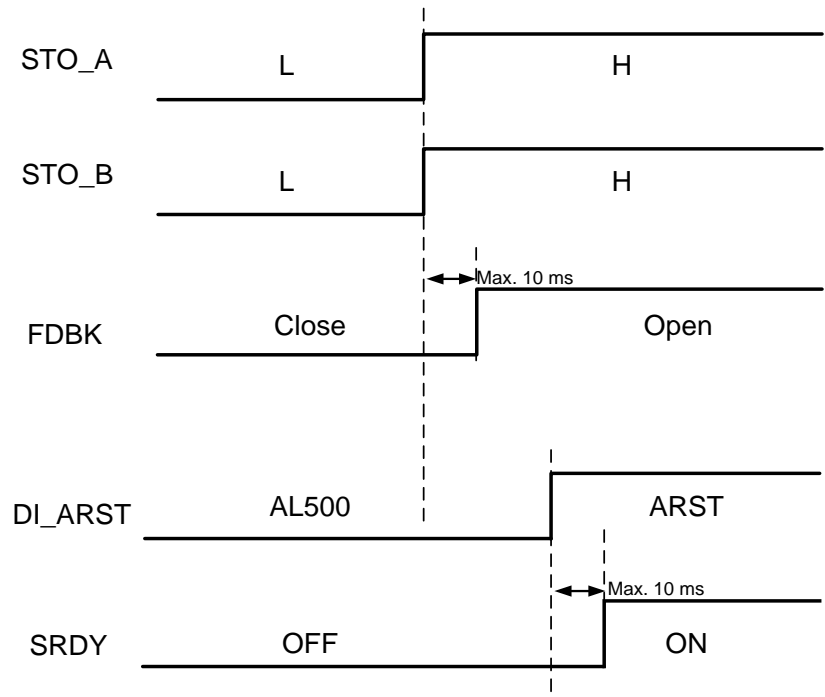 STO_A L H
STO_B L H
Max. 10 ms
FDBK Close Open
DI_ARST AL500 ARST
Max. 10 ms
SRDY OFF ON